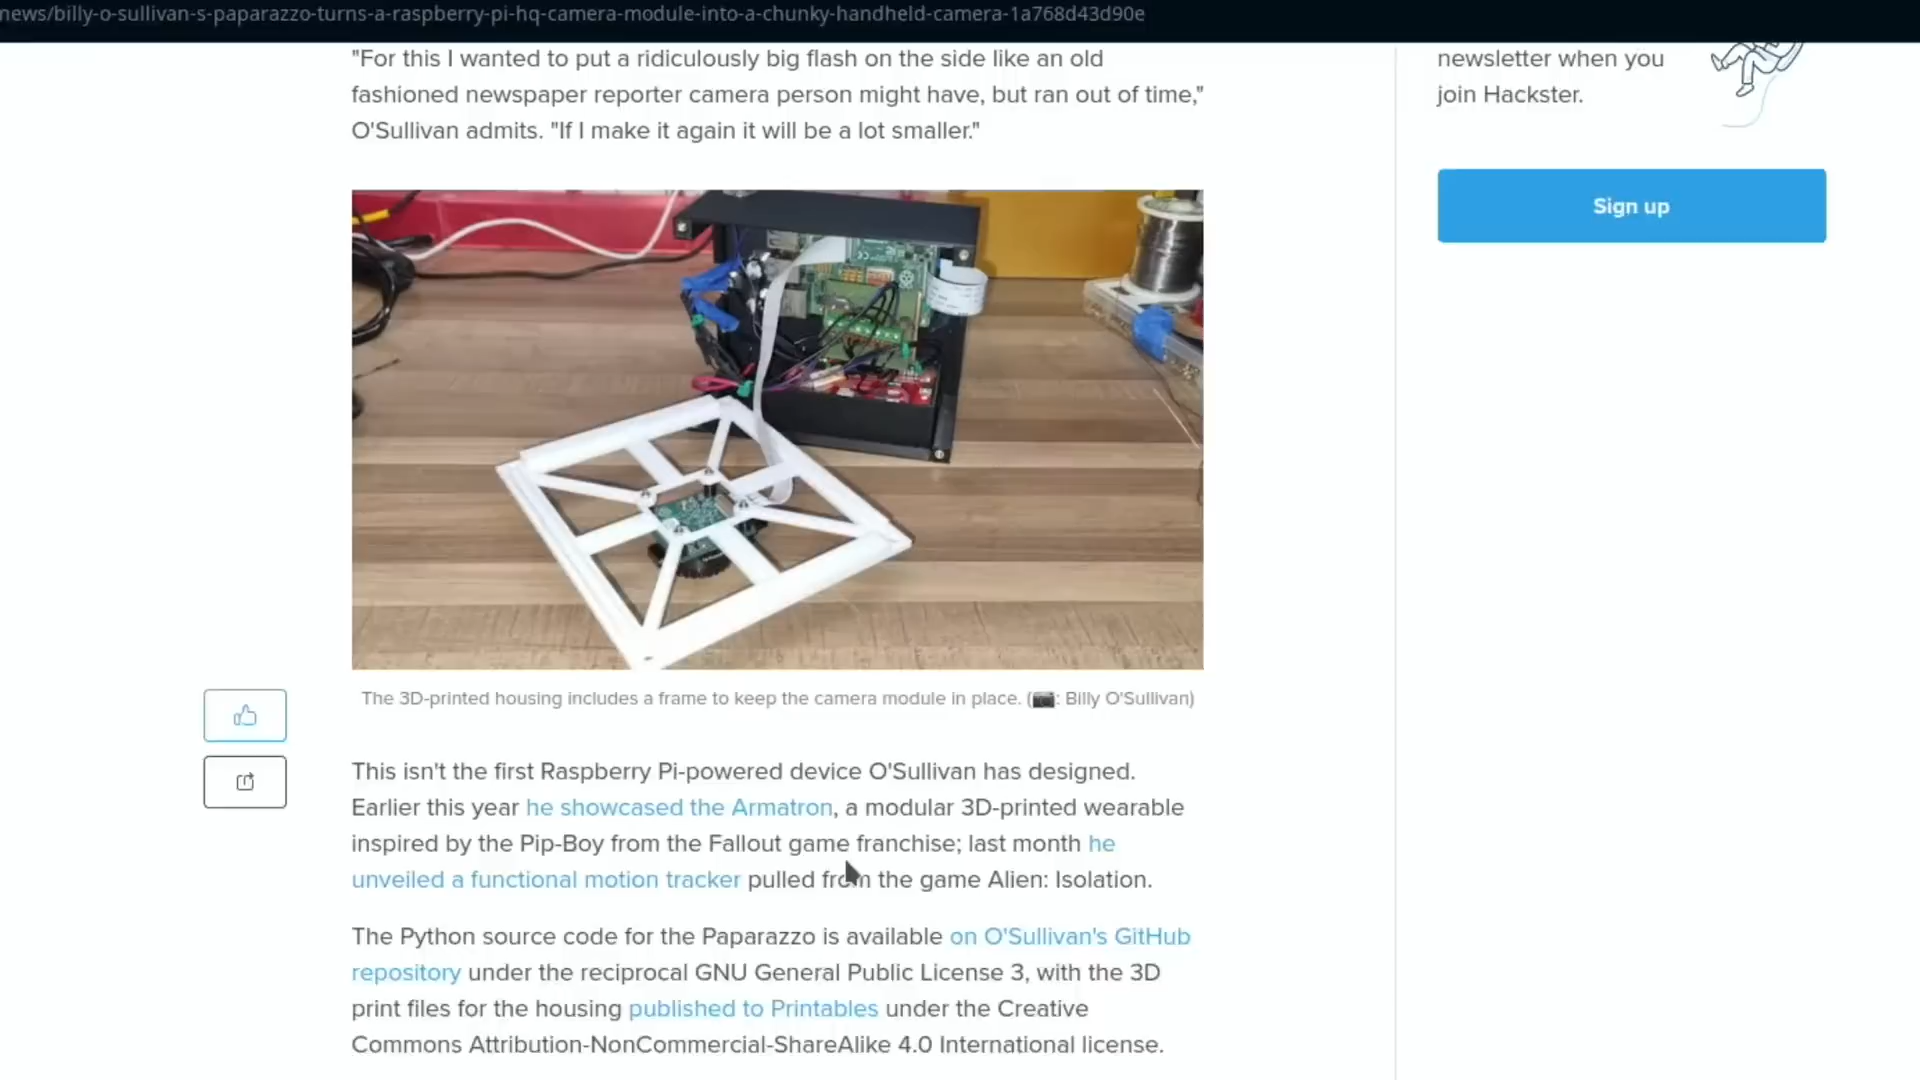 news/billy-o-sullivan-s-paparazzo-turns-a-raspberry-pi-hq-camera-module-into-a-chunky-handheld-camera-1a768d43d90e
"For this I wanted to put a ridiculously big flash on the side like an old
fashioned newspaper reporter camera person might have, but ran out of time,"
O'Sullivan admits. "If I make it again it will be a lot smaller."
The 3D-printed housing includes a frame to keep the camera module in place. (📷: Billy O'Sullivan)
This isn't the first Raspberry Pi-powered device O'Sullivan has designed.
Earlier this year he showcased the Armatron, a modular 3D-printed wearable
inspired by the Pip-Boy from the Fallout game franchise; last month he
unveiled a functional motion tracker pulled from the game Alien: Isolation.
The Python source code for the Paparazzo is available on O'Sullivan's GitHub
repository under the reciprocal GNU General Public License 3, with the 3D
print files for the housing published to Printables under the Creative
Commons Attribution-NonCommercial-ShareAlike 4.0 International license.
newsletter when you
join Hackster.
Sign up